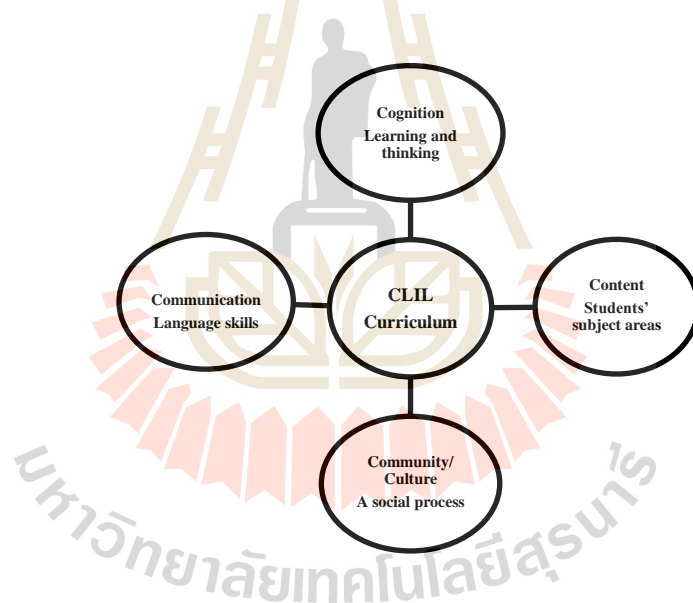 Cognition
Learning and
thinking
Communication
Language skills
CLIL
Curriculum
Content
Students'
subject areas
Community/
Culture
A social process
มหาวิทยาลัยเทคโนโลยีสุรนารี